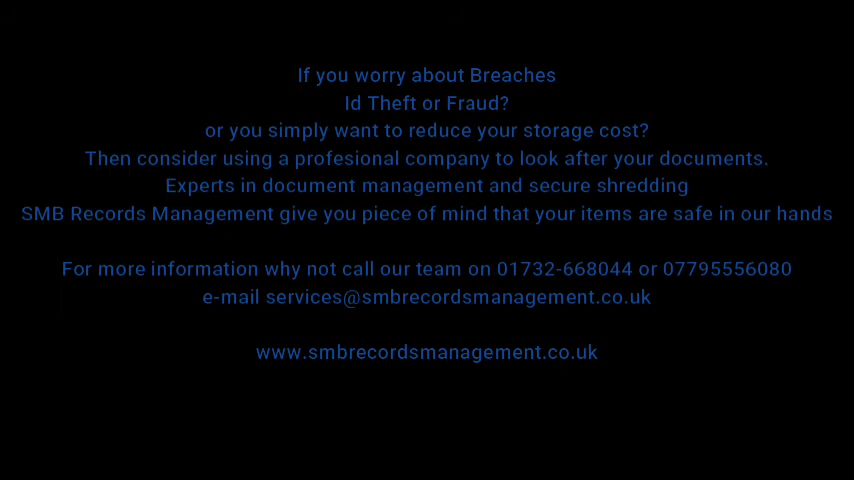 If you worry about Breaches
Id Theft or Fraud?
or you simply want to reduce your storage cost?
Then consider using a profesional company to look after your documents.
Experts in document management and secure shredding
SMB Records Management give you piece of mind that your items are safe in our hands
For more information why not call our team on 01732-668044 or 07795556080
e-mail services@smbrecordsmanagement.co.uk
www.smbrecordsmanagement.co.uk